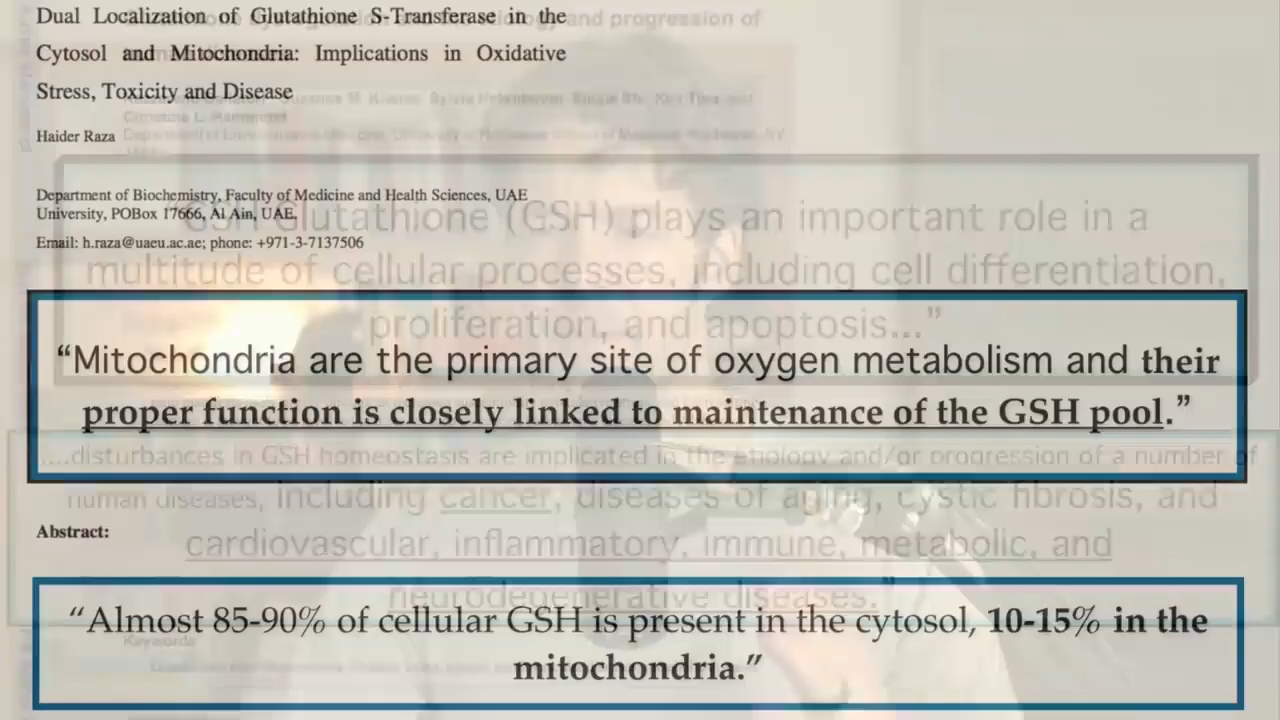 Dual Localization of Glutathione S-Transferase in the
and progression of
Cytosol and Mitochondria: Implications in Oxidative
Stress, Toxicity and Disease
Haider Raza
Department of Biochemistry, Faculty of Medicine and Health Sciences, UAE
University, POBox 17666, Al Ain, UAE,
Email: h.raza@uaeu.ac.ae; phone: +971-3-7137506
“GSH Glutathione (GSH) plays an important role in a
multitude of cellular processes, including cell differentiation,
proliferation, and apoptosis...”
“Mitochondria are the primary site of oxygen metabolism and their
proper function is closely linked to maintenance of the GSH pool.”
....disturbances in GSH homeostasis are implicated in the etiology and/or progression of a number of
human diseases, including cancer, diseases of aging, cystic fibrosis, and
Abstract:
cardiovascular, inflammatory, immune, metabolic, and
neurodegenerative diseases.”
“Almost 85-90% of cellular GSH is present in the cytosol, 10-15% in the
Keywords
mitochondria.”